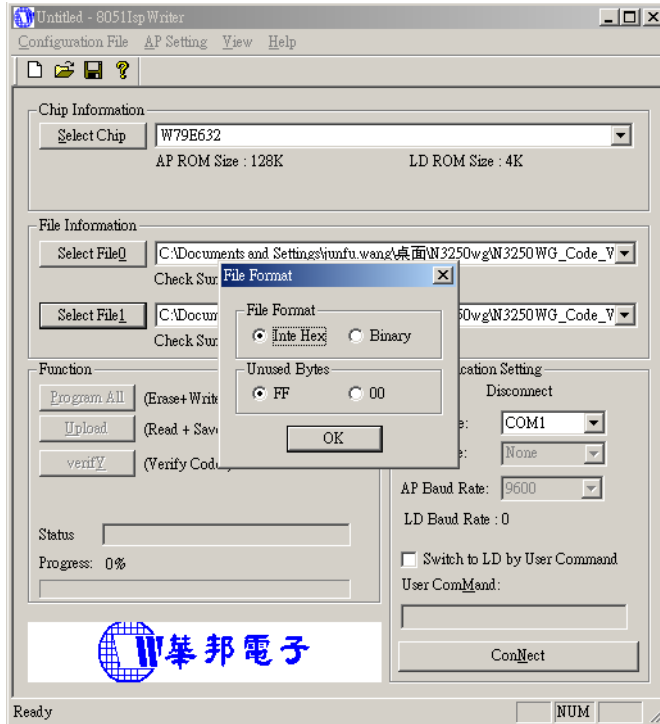 Untitled - 8051IspWriter
Configuration File AP Setting View Help
Chip Information
Select Chip W79E632
AP ROM Size : 128K LD ROM Size : 4K
File Information
Select File0 C:\Documents and Settings\junfu.wang\桌面\N3250wg\N3250WG_Code_V
Check Sum
File Format
File Format
Inte Hex Binary
Unused Bytes
FF 00
OK
Select File1 C:\Docum 50wg\N3250WG_Code_V
Check Sum
Function
Program All (Erase+ Write
Upload (Read + Save
verifY (Verify Code)
Status
Progress: 0%
華邦電子
cation Setting
Disconnect
e: COM1
e: None
AP Baud Rate: 9600
LD Baud Rate : 0
Switch to LD by User Command
User ComMand:
ConNect
Ready NUM